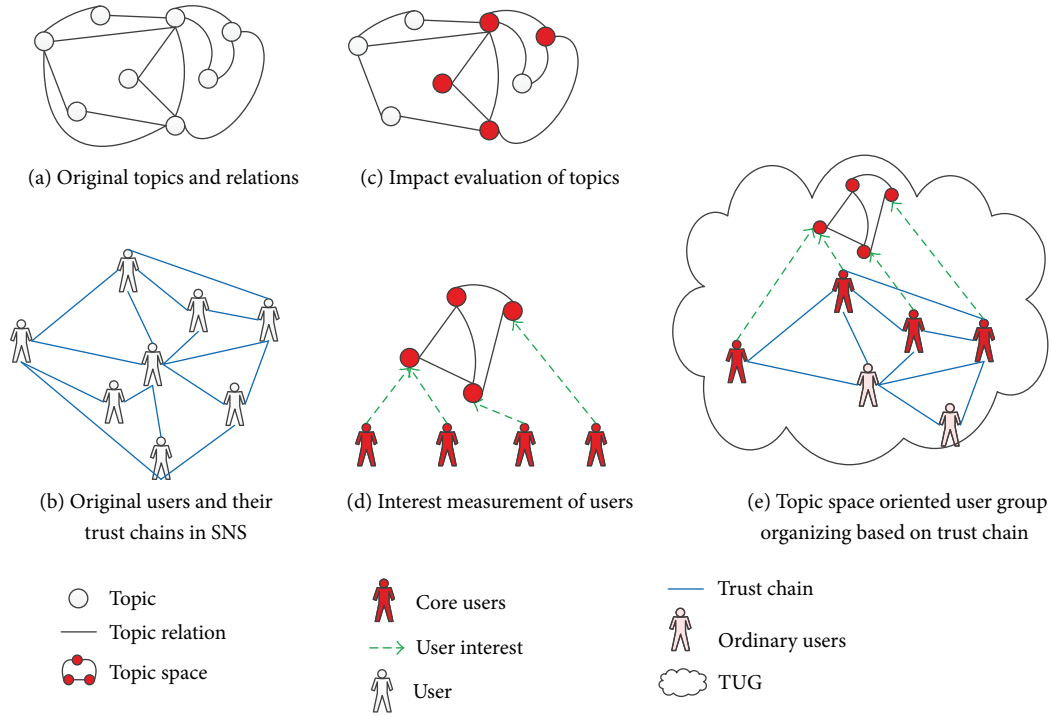 (a) Original topics and relations
(c) Impact evaluation of topics
(b) Original users and their
trust chains in SNS
(d) Interest measurement of users
(e) Topic space oriented user group
organizing based on trust chain
Topic
Topic relation
Topic space
Core users
User interest
User
Trust chain
Ordinary users
TUG